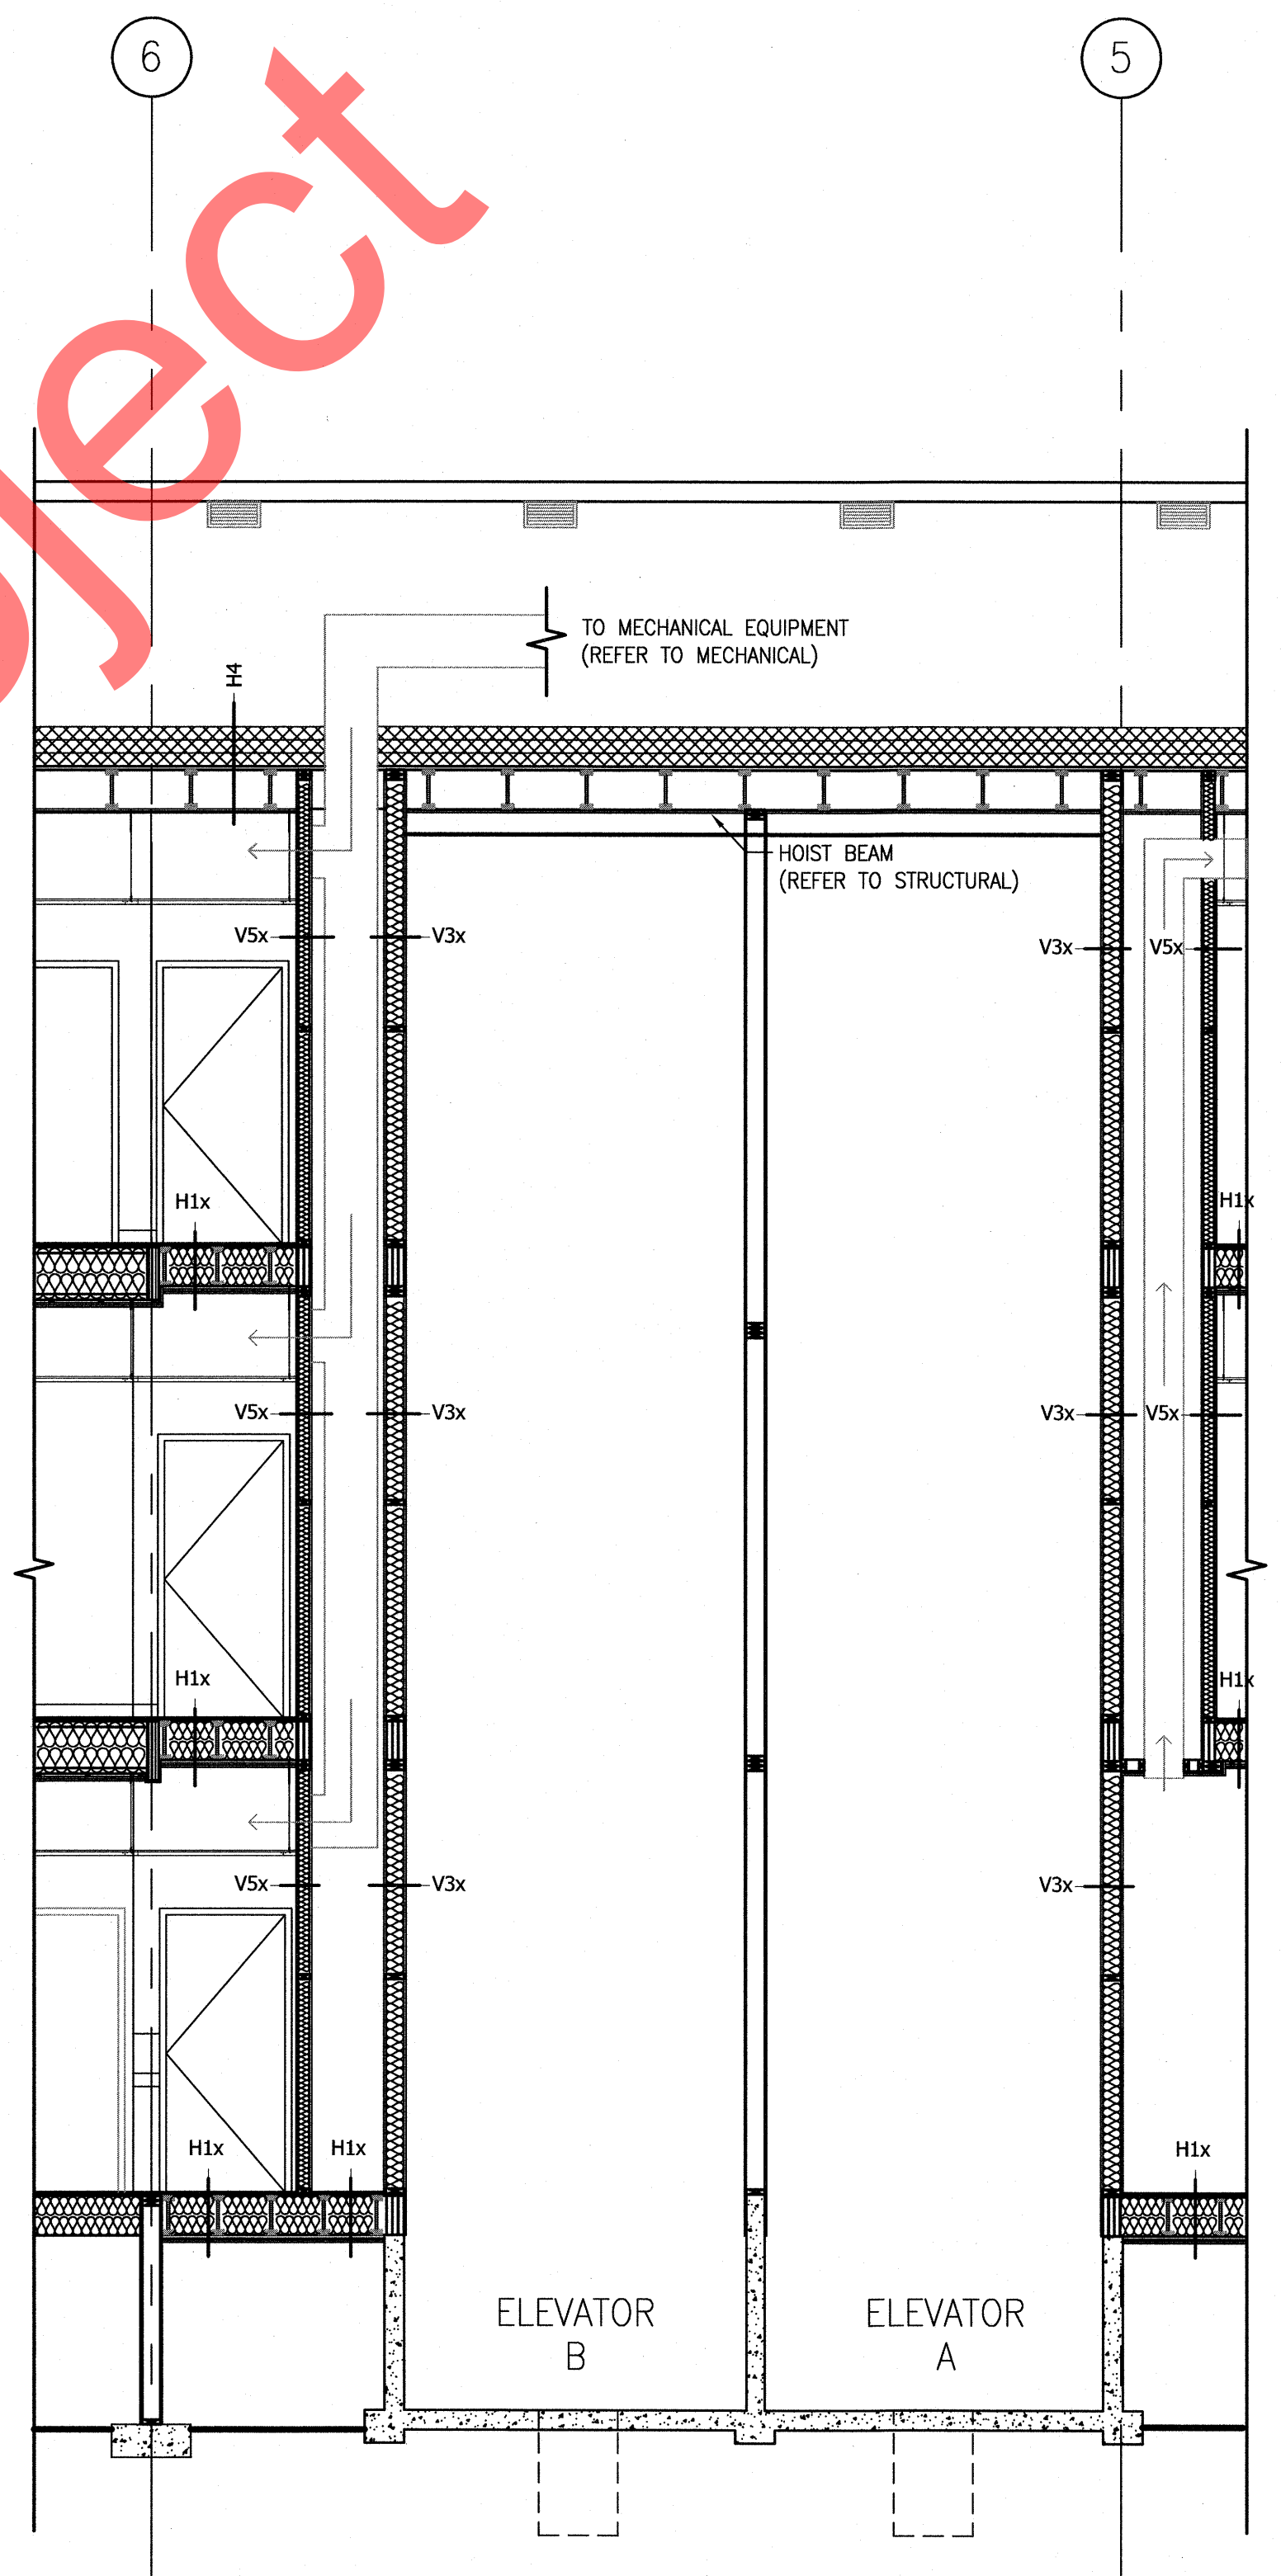 6
5
TO MECHANICAL EQUIPMENT
(REFER TO MECHANICAL)
H4
HOIST BEAM
(REFER TO STRUCTURAL)
V5x
V3x
V3x
V5x
H1x
H1x
V5x
V3x
V3x
V5x
H1x
H1x
V5x
V3x
V3x
H1x
H1x
H1x
ELEVATOR
B
ELEVATOR
A